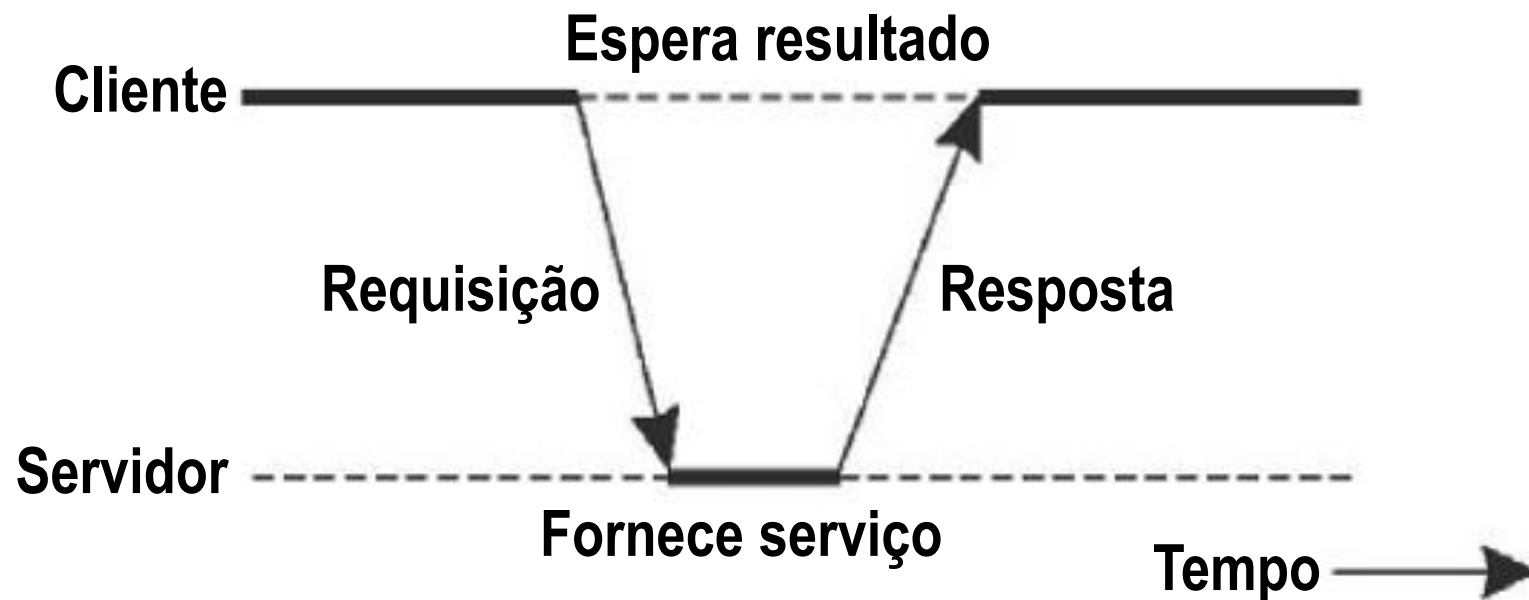 Espera resultado
Cliente
Requisição
Resposta
Servidor
Fornece serviço
Tempo